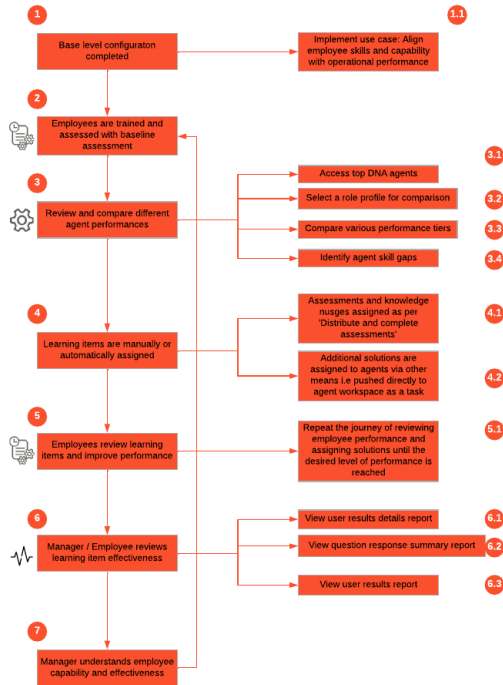 1
1.1
Base level configuraton
completed
Implement use case: Align
employee skills and capability
with operational performance
2
Employees are trained and
assessed with baseline
assessment
3.1
3
Access top DNA agents
Review and compare different
agent performances
Select a role profile for comparison
3.2
Compare various performance tiers
3.3
Identify agent skill gaps
3.4
4
Learning items are manually or
automatically assigned
Assessments and knowledge
nusges assigned as per
'Distribute and complete
assessments'
4.1
Additional solutions are
assigned to agents via other
means i.e pushed directly to
agent workspace as a task
4.2
5
Employees review learning
items and improve performance
5.1
Repeat the journey of reviewing
employee performance and
assigning solutions until the
desired level of performance is
reached
6
Manager / Employee reviews
learning item effectiveness
View user results details report
6.1
View question response summary report
6.2
View user results report
6.3
7
Manager understands employee
capability and effectiveness